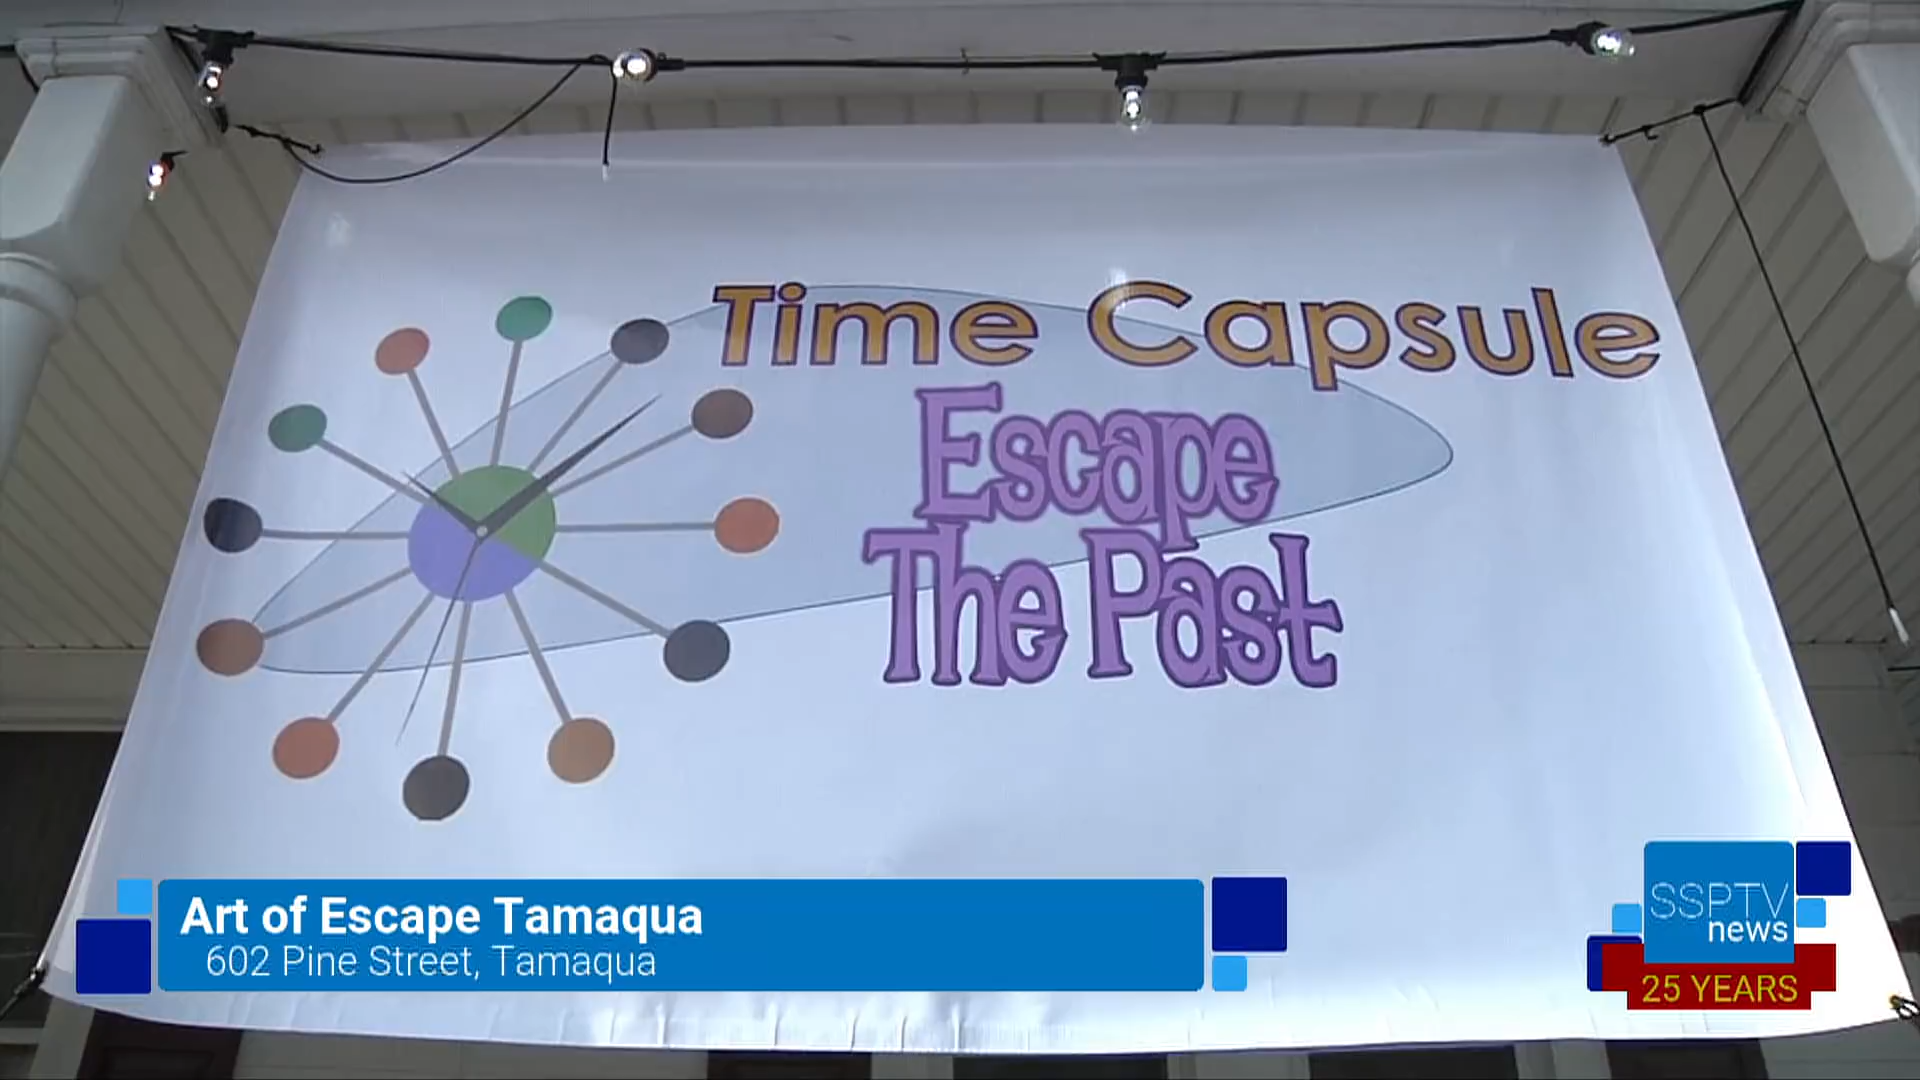 Time Capsule
Escape
The Past
Art of Escape Tamaqua
602 Pine Street, Tamaqua
SSPTV
news
25 YEARS